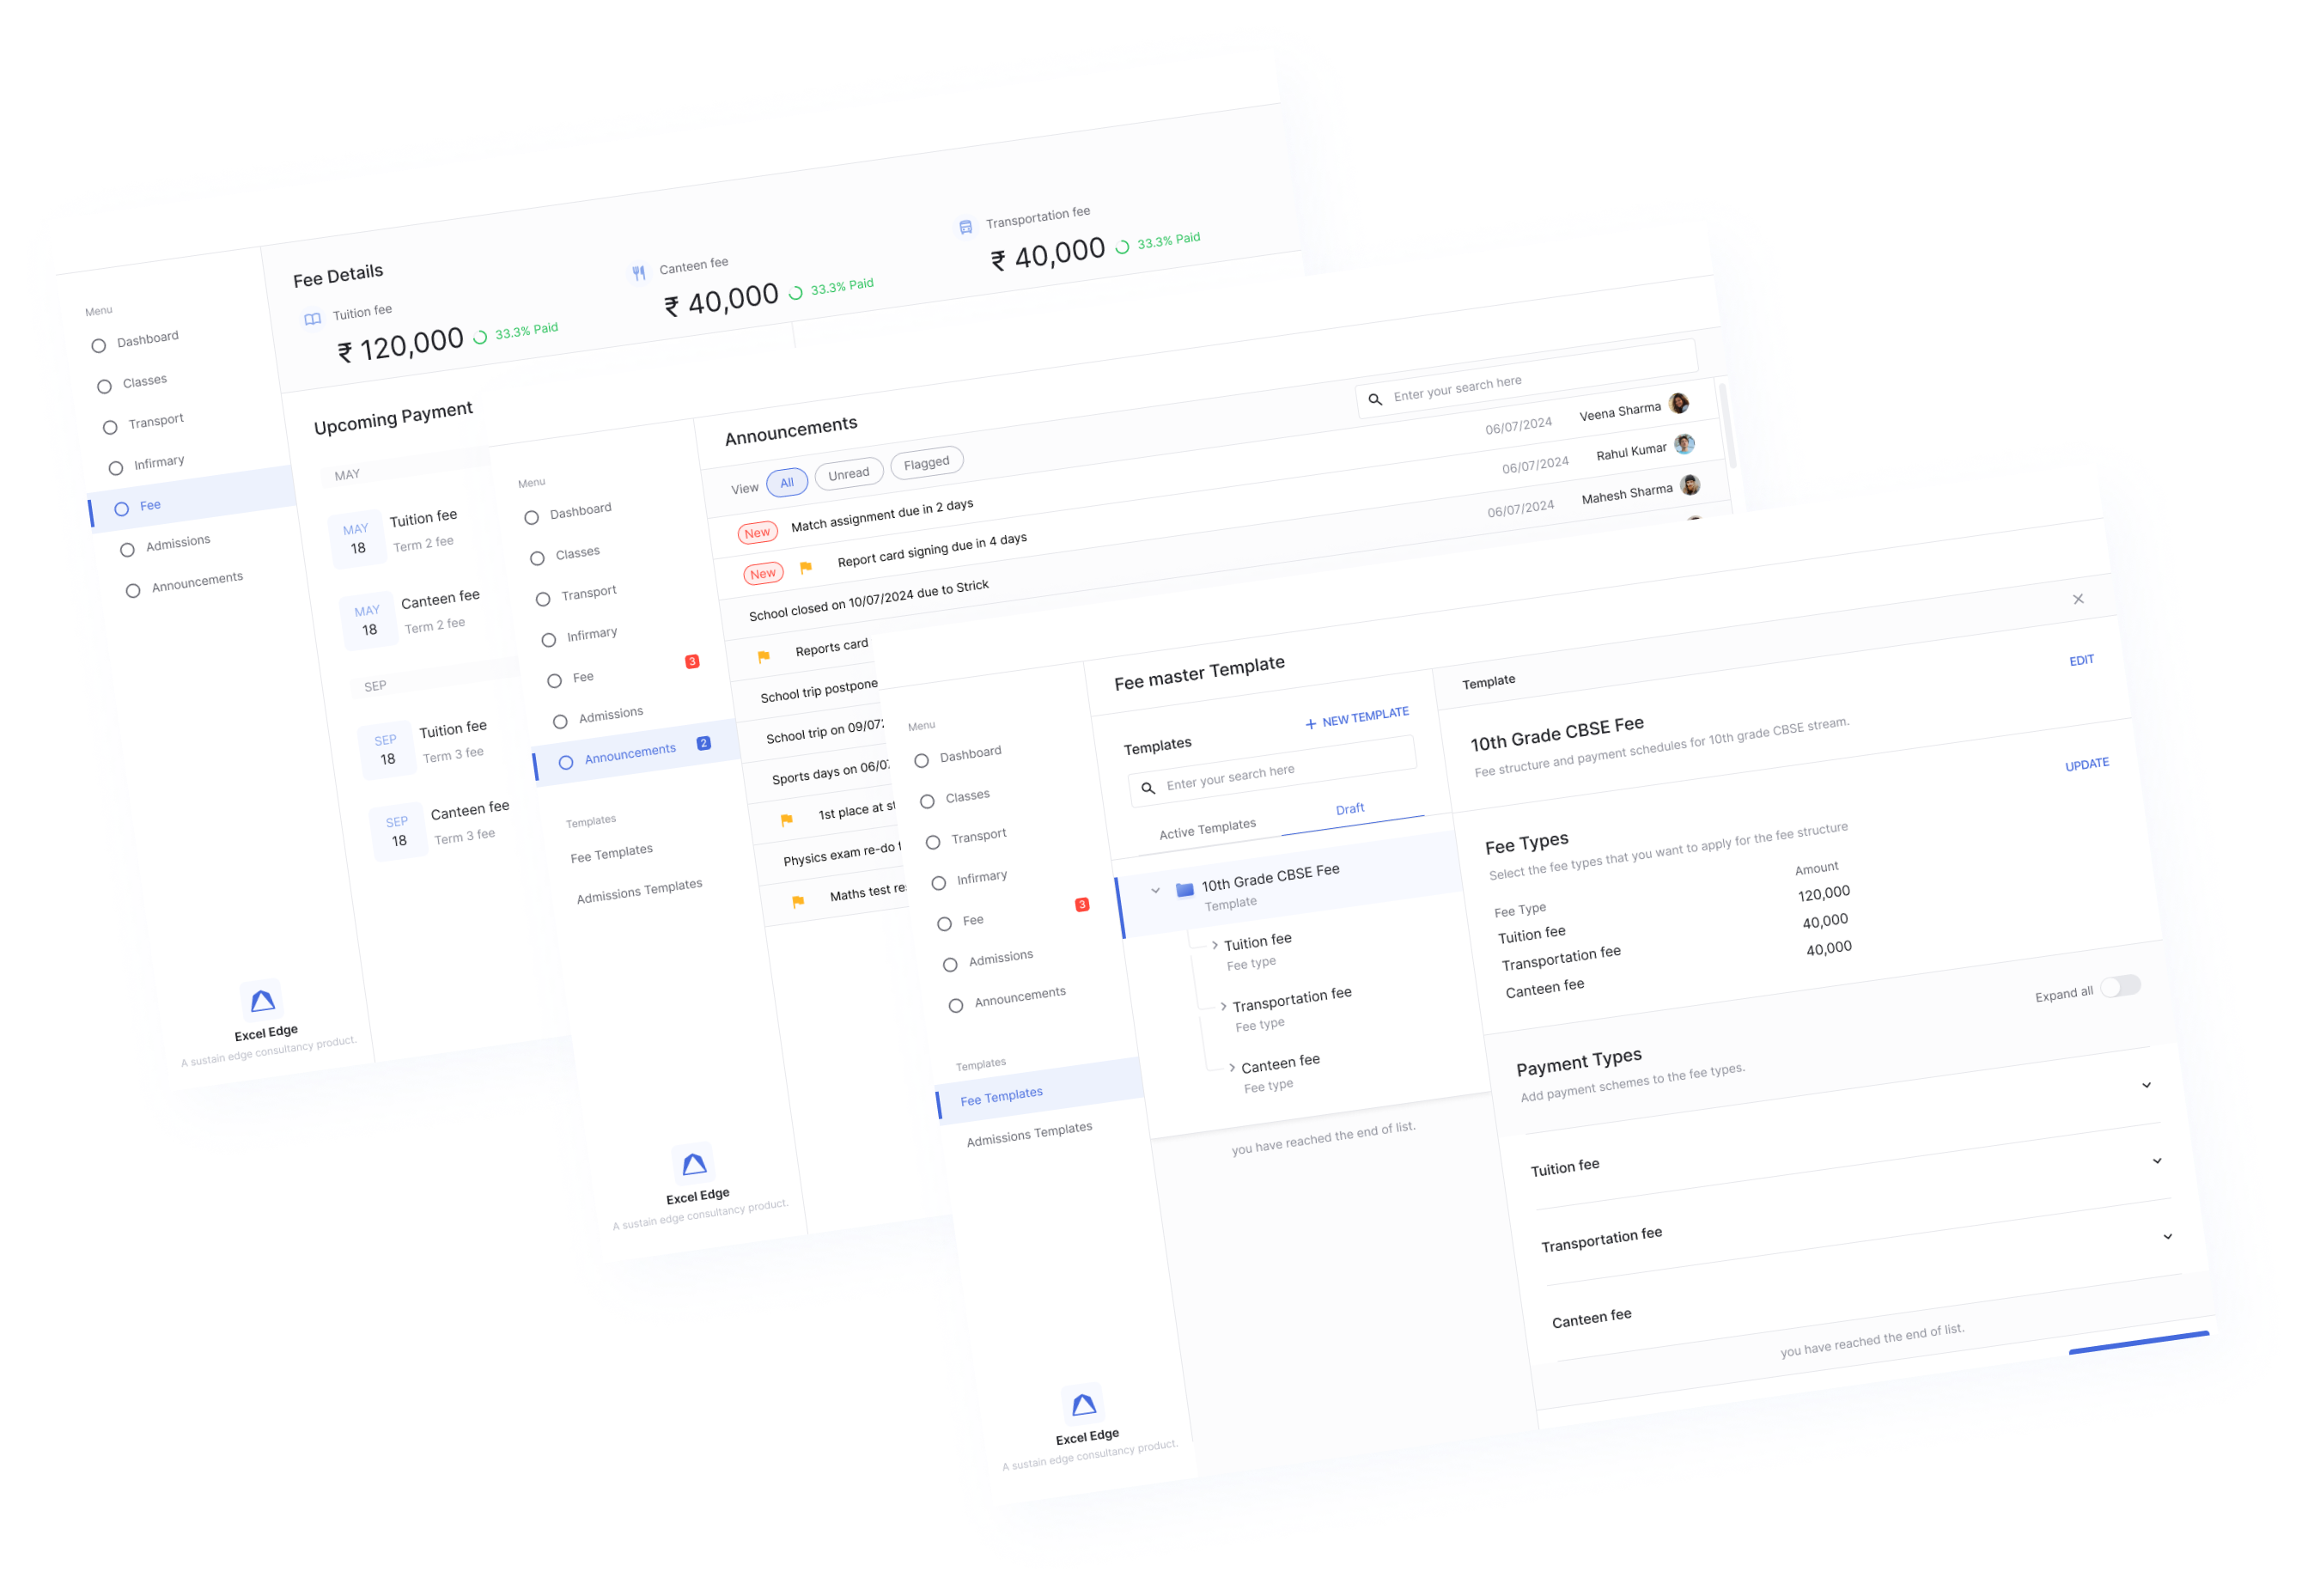 Menu
Dashboard
Classes
Transport
Infirmary
Fee
Admissions
Announcements
Excel Edge
A sustain edge consultancy product.
Fee Details
Tuition fee
₹ 120,000 33.3% Paid
Canteen fee
₹ 40,000 33.3% Paid
Transportation fee
₹ 40,000 33.3% Paid
Upcoming Payment
MAY
MAY 18 Tuition fee
Term 2 fee
MAY 18 Canteen fee
Term 2 fee
SEP
SEP 18 Tuition fee
Term 3 fee
SEP 18 Canteen fee
Term 3 fee
Menu
Dashboard
Classes
Transport
Infirmary
Fee 3
Admissions
Announcements 2
Templates
Fee Templates
Admissions Templates
Excel Edge
A sustain edge consultancy product.
Announcements
Enter your search here
View All Unread Flagged
New Match assignment due in 2 days 06/07/2024 Veena Sharma
New Report card signing due in 4 days 06/07/2024 Rahul Kumar
School closed on 10/07/2024 due to Strick 06/07/2024 Mahesh Sharma
Reports card
School trip postpone
School trip on 09/072
Sports days on 06/07
1st place at st
Physics exam re-do f
Maths test re
Menu
Dashboard
Classes
Transport
Infirmary
Fee 3
Admissions
Announcements
Templates
Fee Templates
Admissions Templates
Excel Edge
A sustain edge consultancy product.
Fee master Template
Templates
+ NEW TEMPLATE
Enter your search here
Active Templates Draft
10th Grade CBSE Fee
Template
Tuition fee
Fee type
Transportation fee
Fee type
Canteen fee
Fee type
you have reached the end of list.
Template
10th Grade CBSE Fee
EDIT
Fee structure and payment schedules for 10th grade CBSE stream.
Fee Types
UPDATE
Select the fee types that you want to apply for the fee structure
Fee Type Amount
Tuition fee 120,000
Transportation fee 40,000
Canteen fee 40,000
Payment Types
Expand all
Add payment schemes to the fee types.
Tuition fee
Transportation fee
Canteen fee
you have reached the end of list.